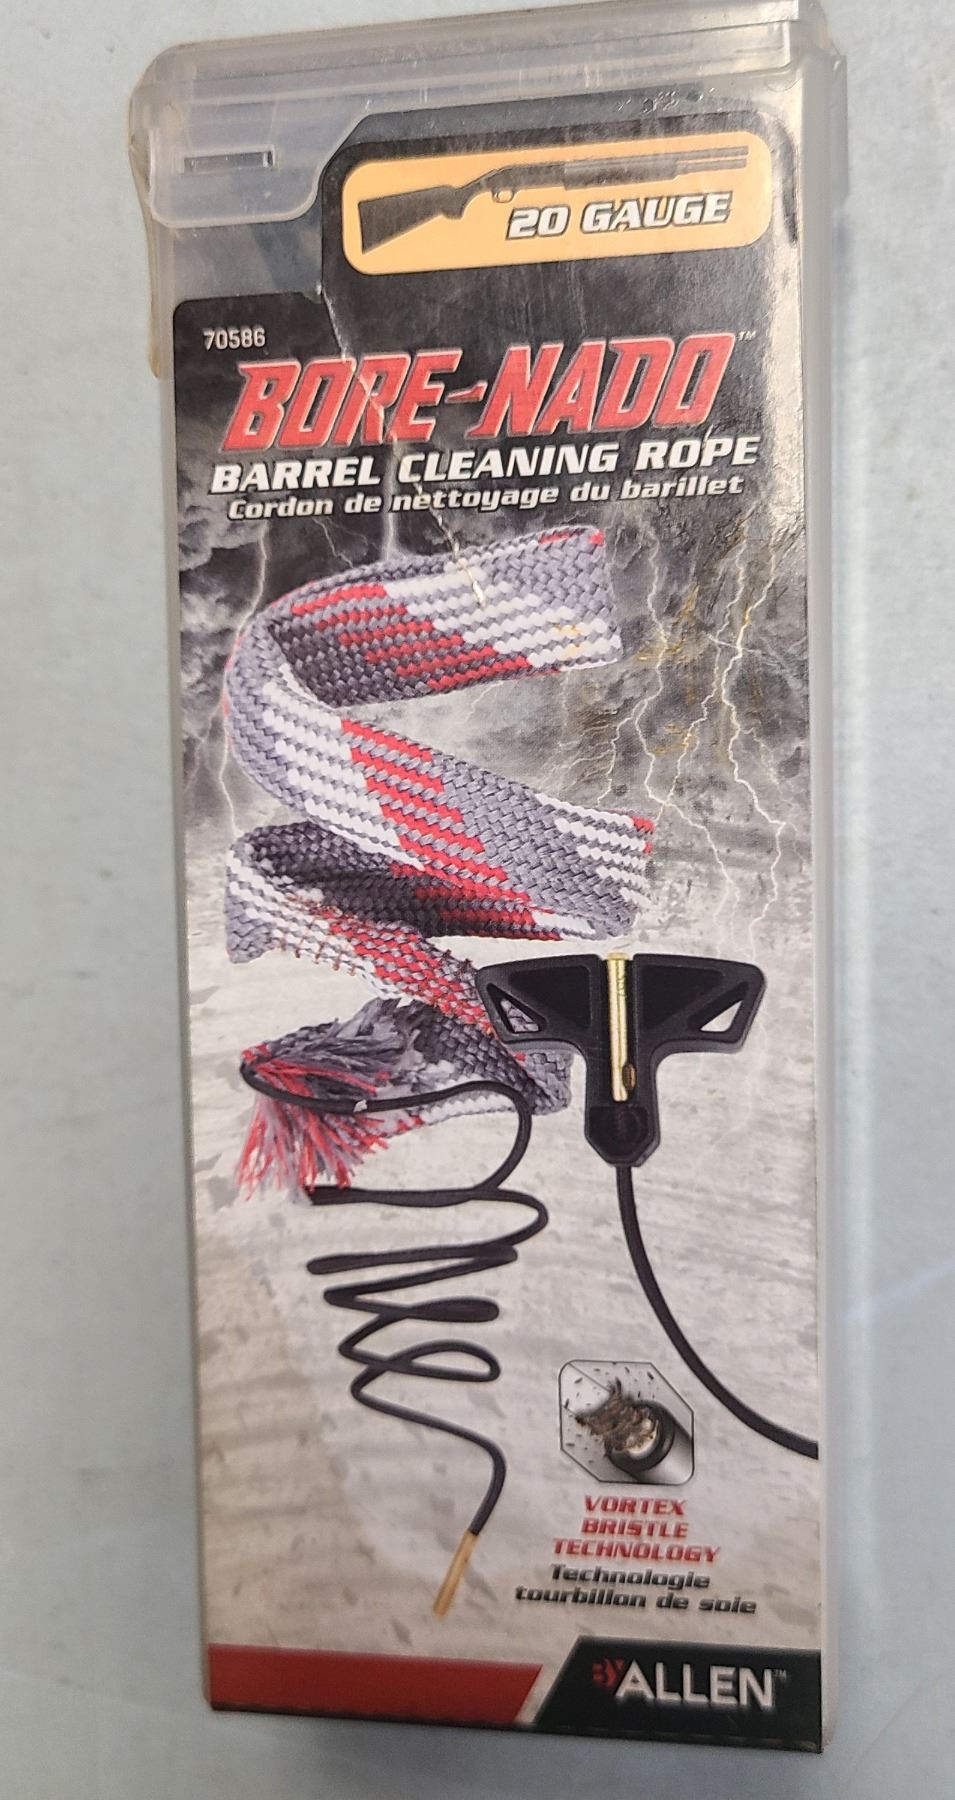 20 GAUGE
70586
BORE-NADO™
BARREL CLEANING ROPE
Cordon de nettoyage du barillet
VORTEX
BRISTLE
TECHNOLOGY
Technologie
tourbillon de soie
BY ALLEN™